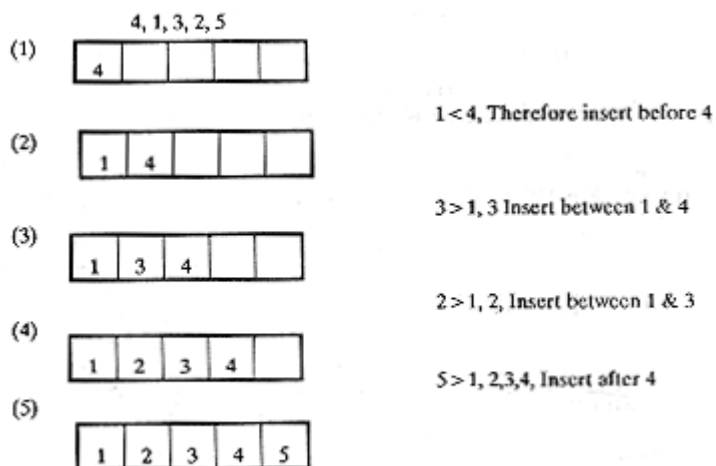 4, 1, 3, 2, 5
(1)
4
1 < 4, Therefore insert before 4
(2)
1 4
3 > 1, 3 Insert between 1 & 4
(3)
1 3 4
2 > 1, 2, Insert between 1 & 3
(4)
1 2 3 4
5 > 1, 2,3,4, Insert after 4
(5)
1 2 3 4 5